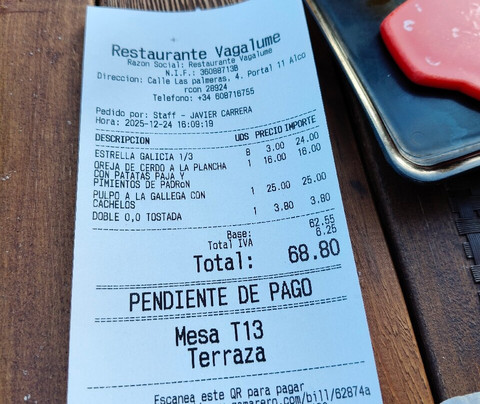 Restaurante Vagalume
Razon Social: Restaurante Vagalume
N.I.F.: 36088713B
Direccion: Calle Las palmeras, 4. Portal 11 Alco
rcon 28924
Telefono: +34 608716755
Pedido por: Staff - JAVIER CARRERA
Hora: 2025-12-24 16:09:19
DESCRIPCION UDS PRECIO IMPORTE
ESTRELLA GALICIA 1/3 8 3.00 24.00
OREJA DE CERDO A LA PLANCHA 1 16.00 16.00
CON PATATAS PAJA Y
PIMIENTOS DE PADRON
PULPO A LA GALLEGA CON 1 25.00 25.00
CACHELOS
DOBLE 0,0 TOSTADA 1 3.80 3.80
Base: 62.55
Total IVA 6.25
Total: 68.80
PENDIENTE DE PAGO
Mesa T13
Terraza
Escanea este QR para pagar